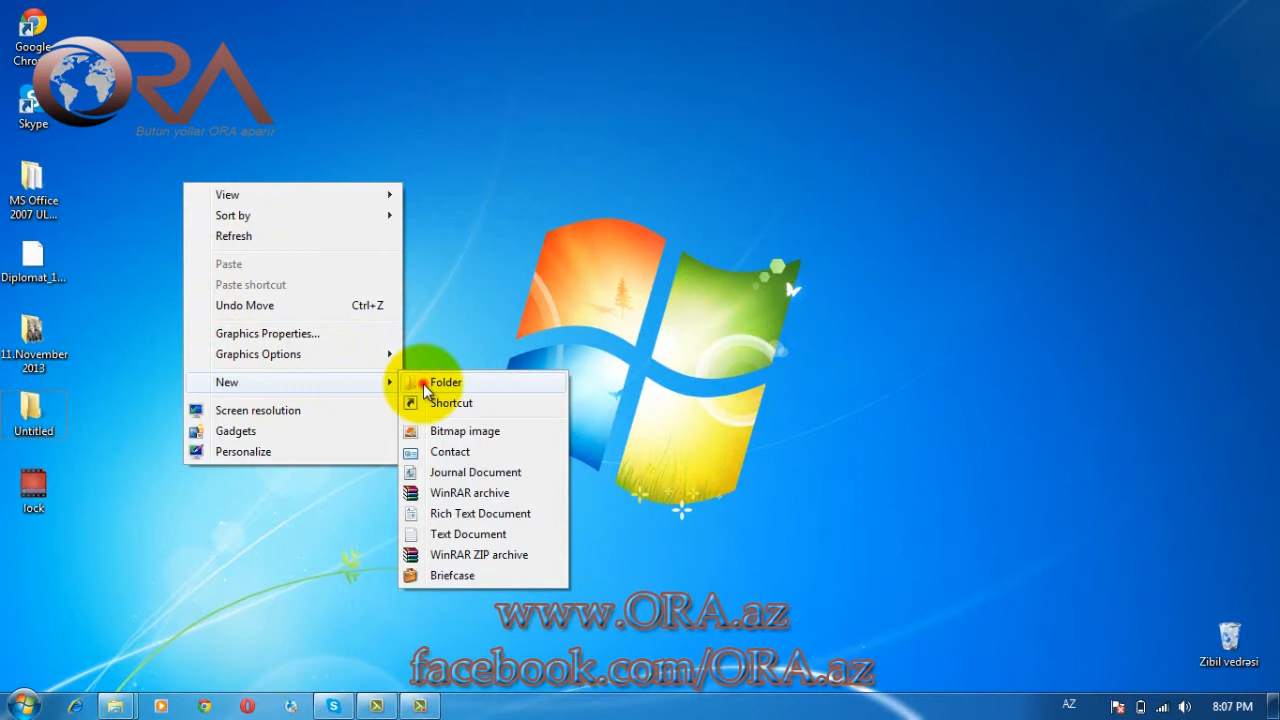 Google
Chro
ORA
Bütün yollar ORA aparır
Skype
MS Office
2007 UL...
Diplomat_1...
11.November
2013
Untitled
lock
View
Sort by
Refresh
Paste
Paste shortcut
Undo Move Ctrl+Z
Graphics Properties...
Graphics Options
New
Screen resolution
Gadgets
Personalize
Folder
Shortcut
Bitmap image
Contact
Journal Document
WinRAR archive
Rich Text Document
Text Document
WinRAR ZIP archive
Briefcase
www.ORA.az
facebook.com/ORA.az
Zibil vedrəsi
AZ
8:07 PM